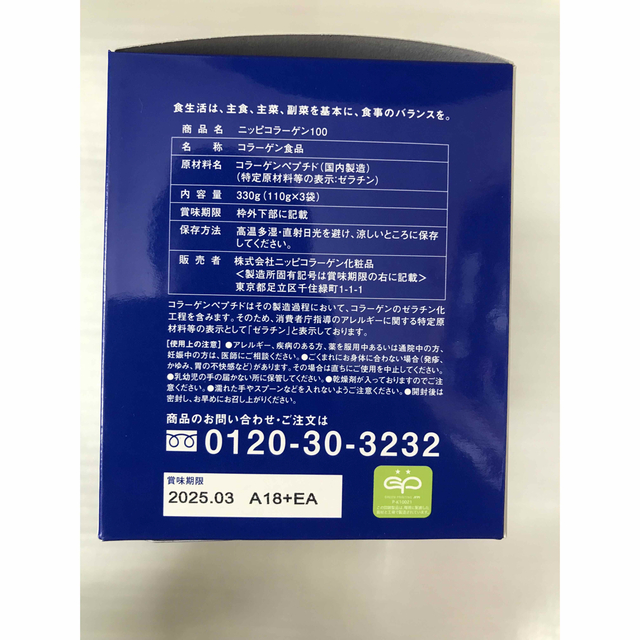 食生活は、主食、主菜、副菜を基本に、食事のバランスを。
商品名 ニッピコラーゲン100
名称 コラーゲン食品
原材料名 コラーゲンペプチド(国内製造)
(特定原材料等の表示:ゼラチン)
内容量 330g(110g×3袋)
賞味期限 枠外下部に記載
保存方法 高温多湿・直射日光を避け、涼しいところに保存
してください。
販売者 株式会社ニッピコラーゲン化粧品
<製造所固有記号は賞味期限の右に記載>
東京都足立区千住緑町1-1-1
コラーゲンペプチドはその製造過程において、コラーゲンのゼラチン化
工程を含みます。そのため、消費者庁指導のアレルギーに関する特定原
材料等の表示として「ゼラチン」と表示しております。
【使用上の注意】●アレルギー、疾病のある方、薬を服用中あるいは通院中の方、
妊娠中の方は、医師にご相談ください。●ごくまれにお身体に合わない場合(発疹、
かゆみ、胃の不快感など)があります。その場合は直ちにご使用を中止してください。
●乳幼児の手の届かない所に保管してください。●乾燥剤が入っておりますのでご注
意ください。●濡れた手やスプーンなどを入れないようご注意ください。●開封後は
密封し、お早めにお召し上がりください。
商品のお問い合わせ・ご注文は
0120-30-3232
賞味期限
2025.03 A18+EA
GP